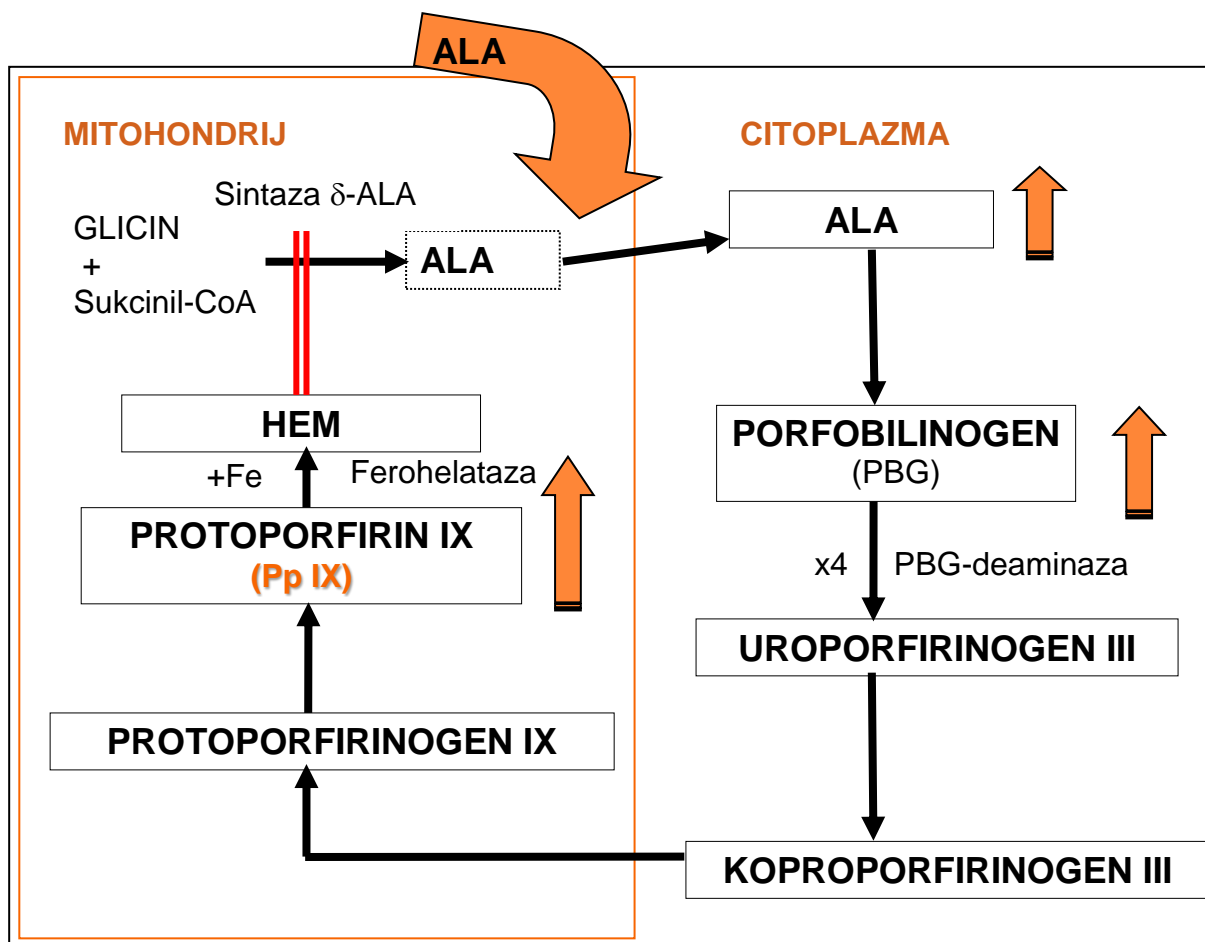 ALA
MITOHONDRIJ
CITOPLAZMA
Sintaza δ-ALA
GLICIN
+
Sukcinil-CoA
ALA
ALA
HEM
+Fe
Ferohelataza
PROTOPORFIRIN IX
(Pp IX)
PROTOPORFIRINOGEN IX
PORFOBILINOGEN
(PBG)
x4
PBG-deaminaza
UROPORFIRINOGEN III
KOPROPORFIRINOGEN III